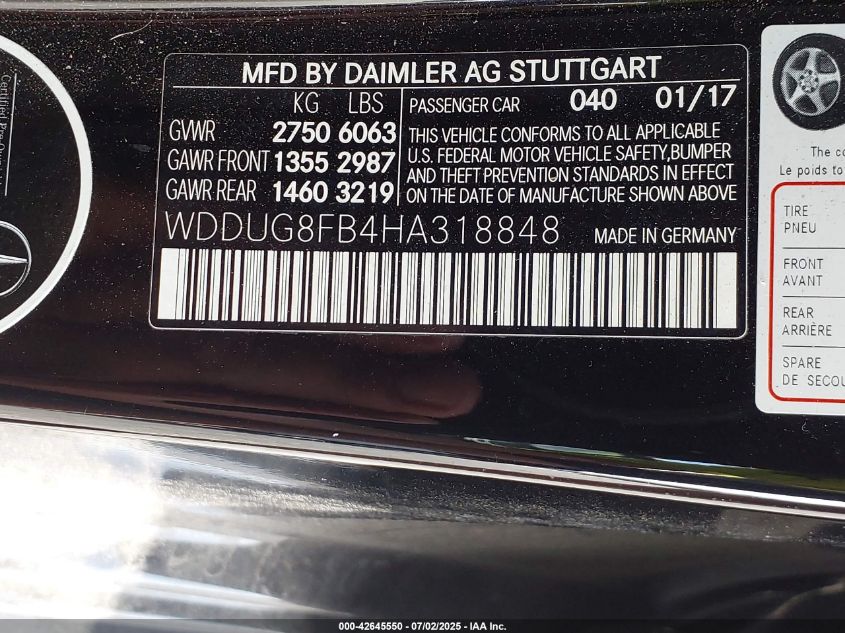 MFD BY DAIMLER AG STUTTGART
KG LBS
GVWR 2750 6063
GAWR FRONT 1355 2987
GAWR REAR 1460 3219
PASSENGER CAR 040 01/17
THIS VEHICLE CONFORMS TO ALL APPLICABLE
U.S. FEDERAL MOTOR VEHICLE SAFETY,BUMPER
AND THEFT PREVENTION STANDARDS IN EFFECT
ON THE DATE OF MANUFACTURE SHOWN ABOVE
WDDUG8FB4HA318848 MADE IN GERMANY
Certified Pre-Owned
The co
Le poids to
TIRE
PNEU
FRONT
AVANT
REAR
ARRIÈRE
SPARE
DE SECOU
000-42645550 - 07/02/2025 - IAA Inc.